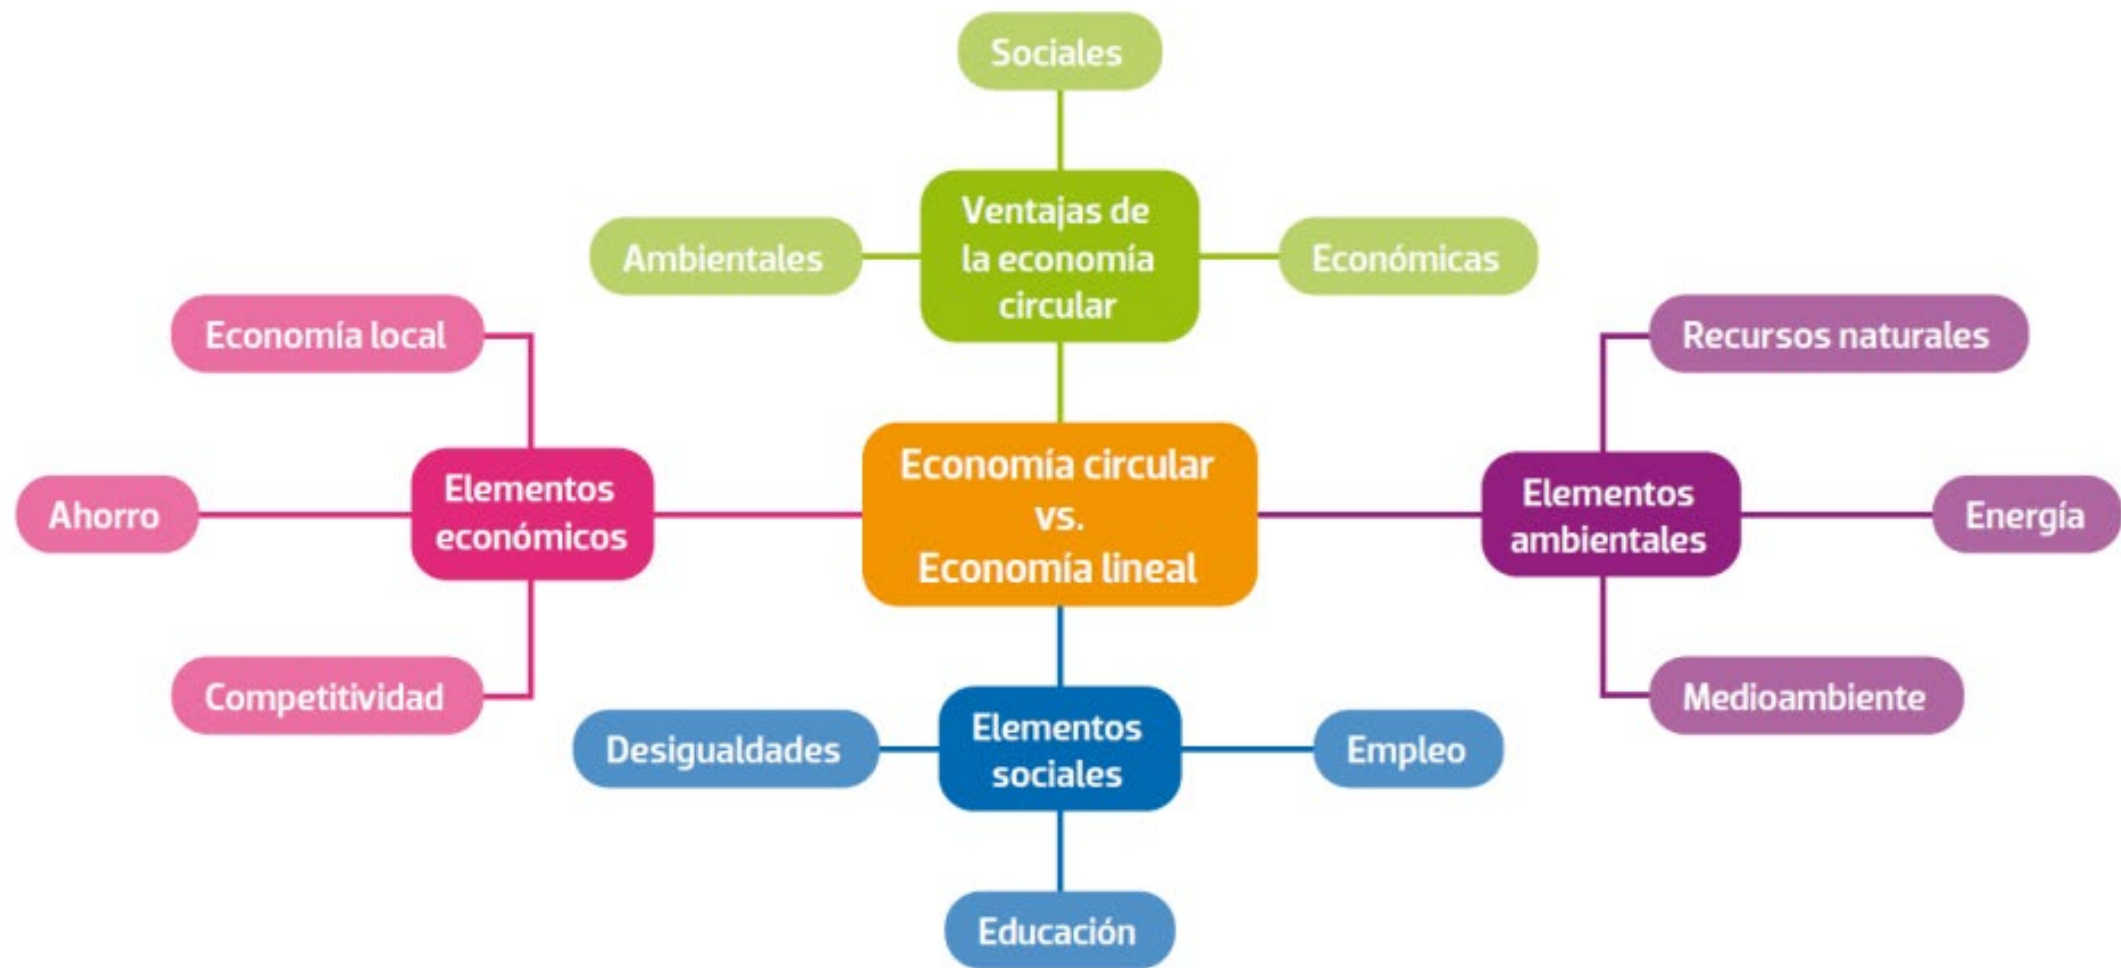 Sociales
Ventajas de
la economía
circular
Ambientales
Económicas
Economía local
Recursos naturales
Economía circular
vs.
Economía lineal
Elementos
económicos
Ahorro
Elementos
ambientales
Energía
Competitividad
Medioambiente
Elementos
sociales
Desigualdades
Empleo
Educación